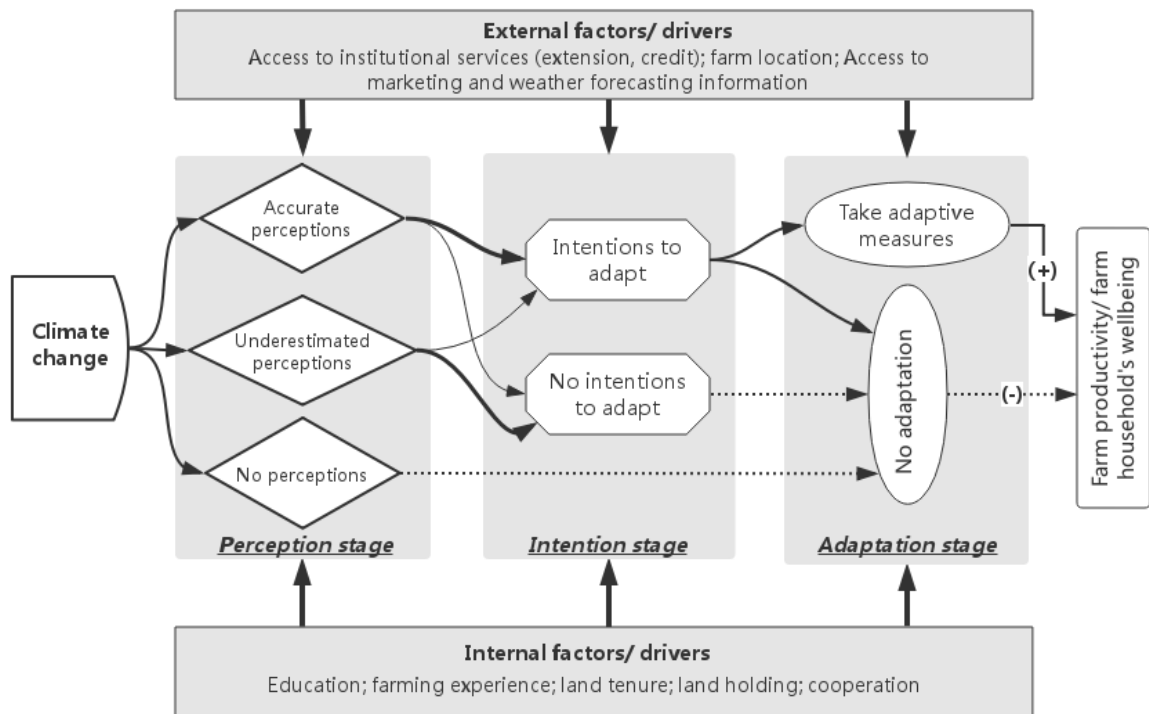 External factors/ drivers
Access to institutional services (extension, credit); farm location; Access to
marketing and weather forecasting information
Climate
change
Accurate
perceptions
Underestimated
perceptions
No perceptions
Perception stage
Intentions to
adapt
No intentions
to adapt
Intention stage
Take adaptive
measures
No adaptation
Adaptation stage
(+)
(-)
Farm productivity/ farm
household's wellbeing
Internal factors/ drivers
Education; farming experience; land tenure; land holding; cooperation